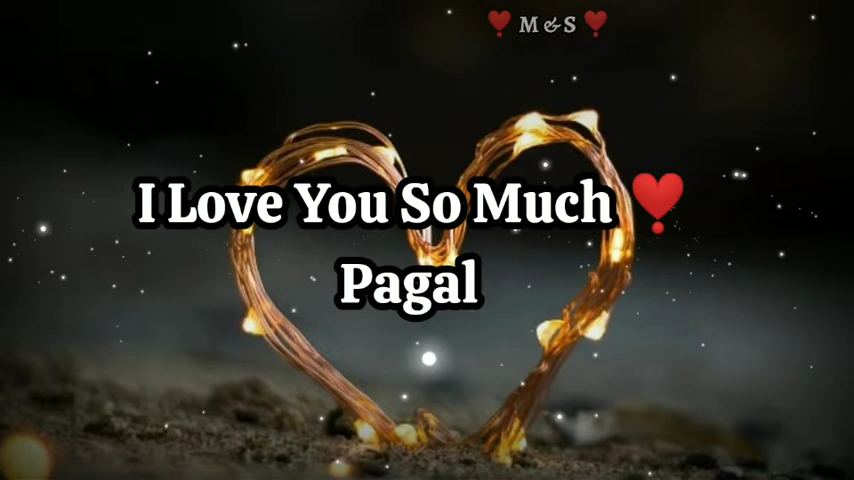 ❣️ M & S ❣️
I Love You So Much ❣️
Pagal